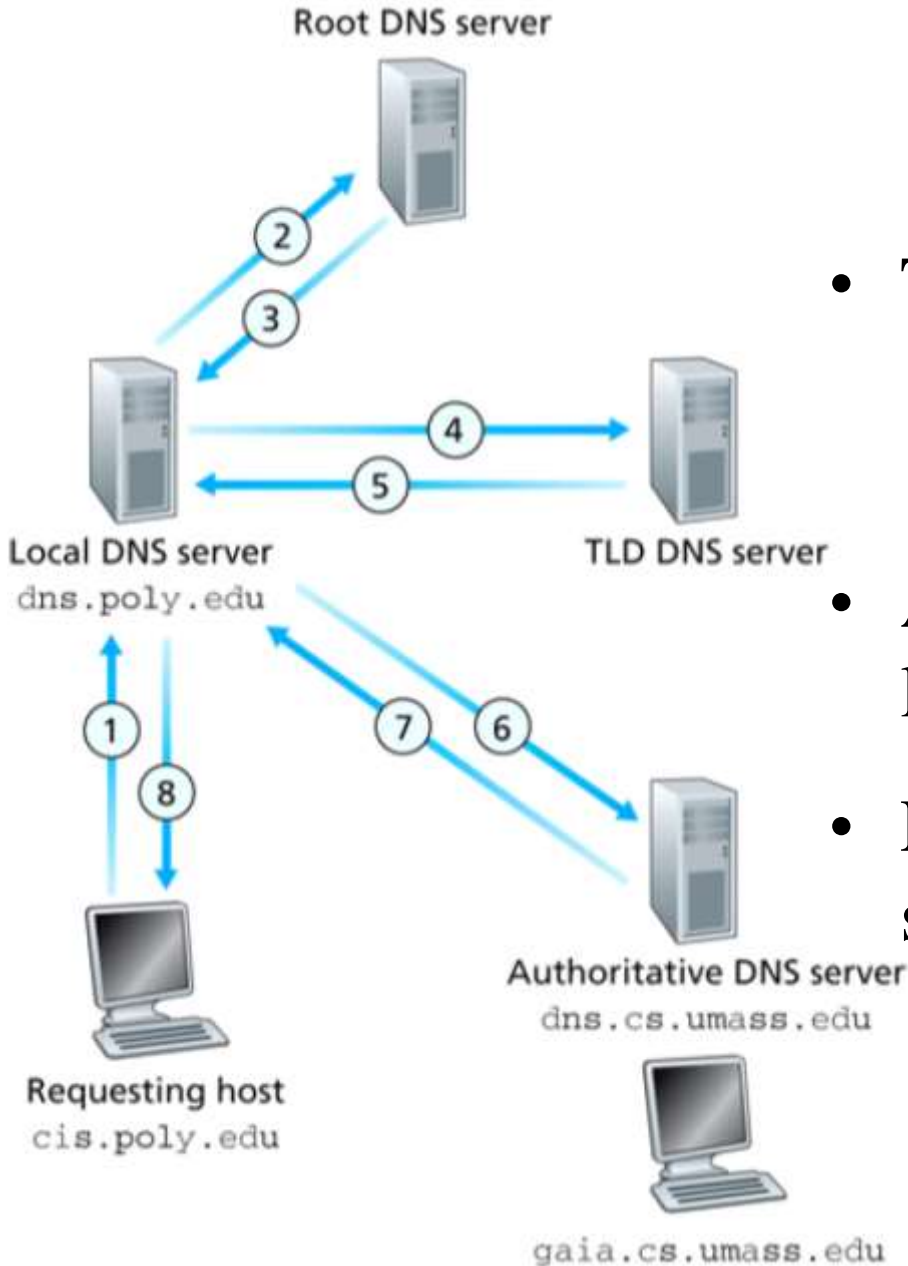 Root DNS server
2
3
4
5
Local DNS server
dns.poly.edu
TLD DNS server
1
8
7
6
Authoritative DNS server
dns.cs.umass.edu
Requesting host
cis.poly.edu
gaia.cs.umass.edu